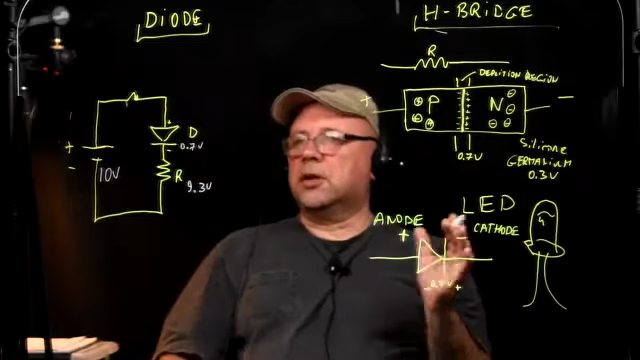 DIODE
H-BRIDGE
R
DEPLITION REGION
+ P N -
0.7V
SILICONE
GERMANIUM
0.3V
+ D
0.7V
-
+
-
10V
R
9.3V
LED
ANODE
+
CATHODE
-
- 0.7V +